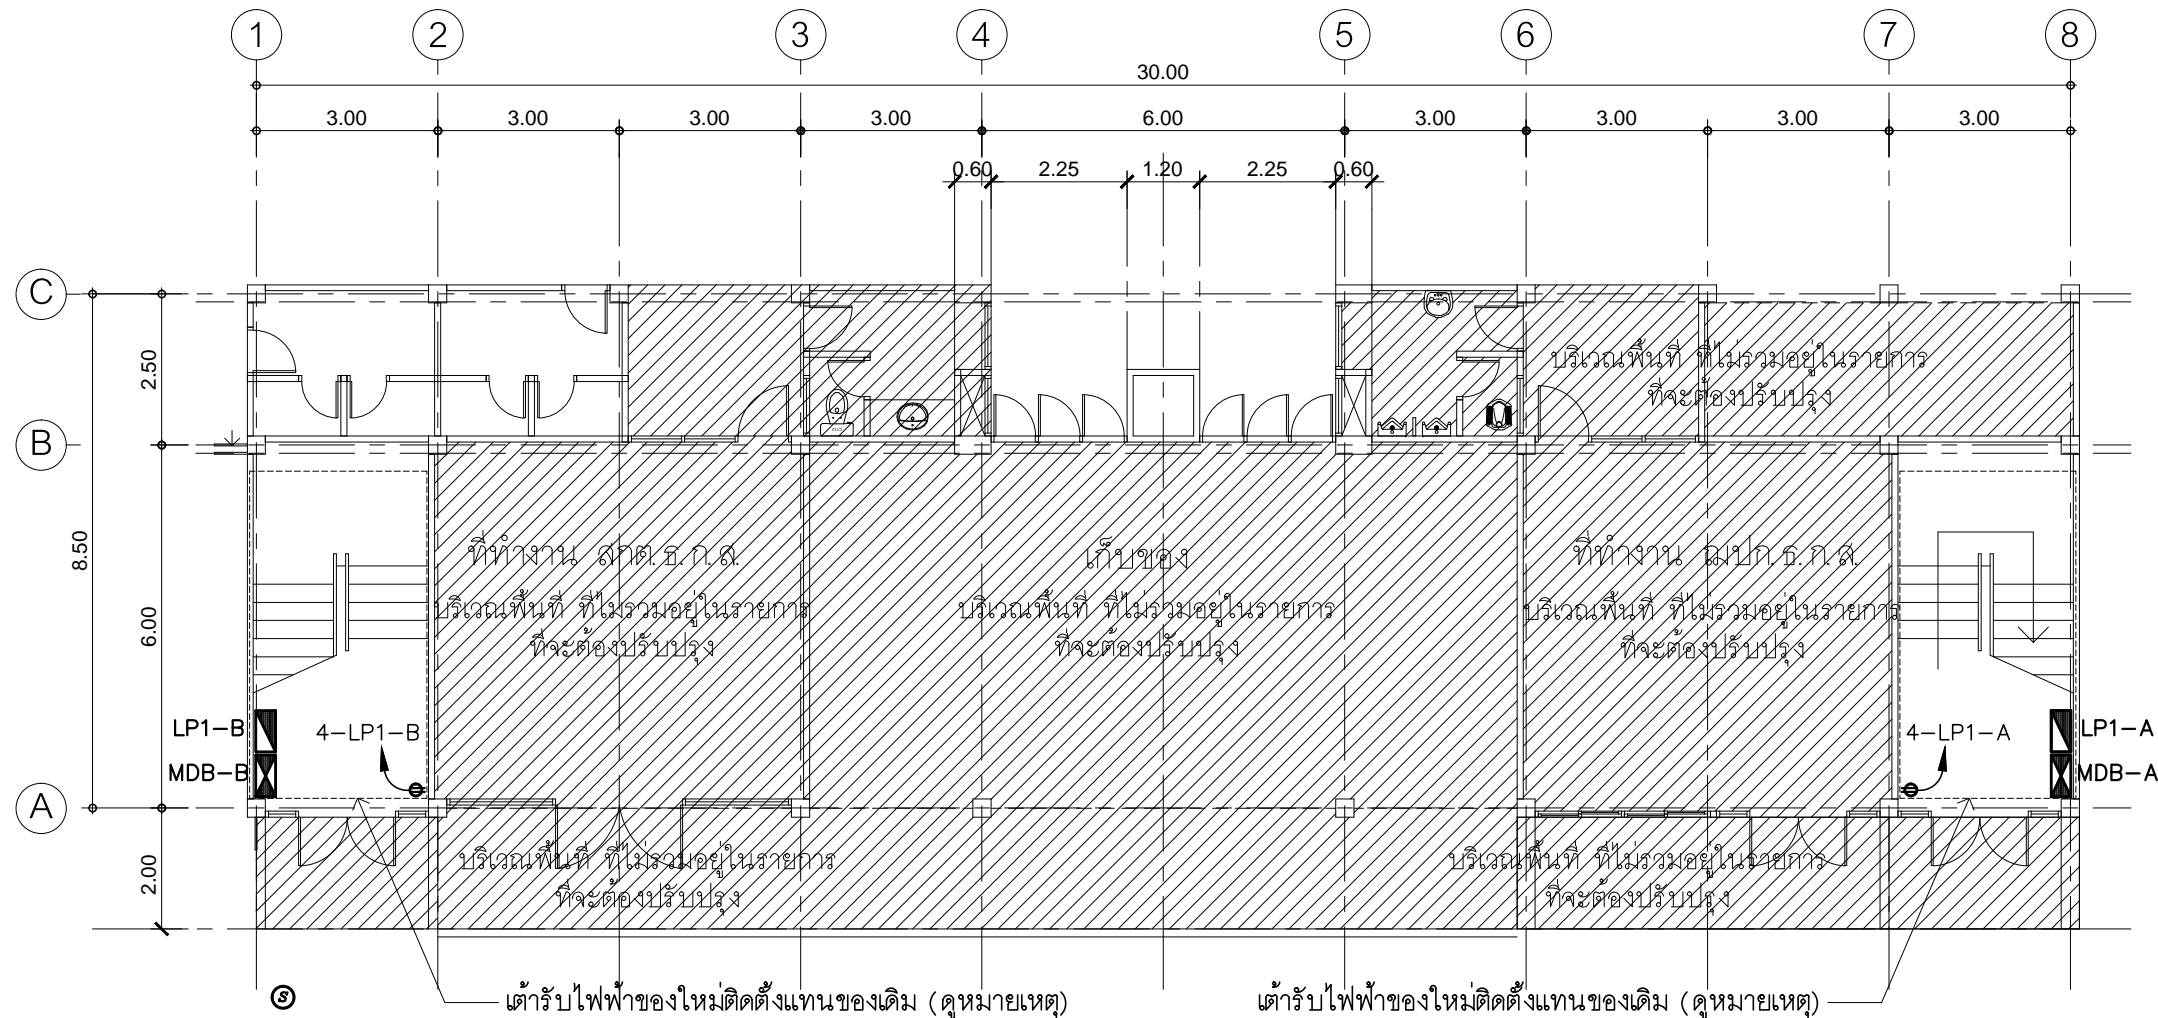 1 2 3 4 5 6 7 8
30.00
3.00 3.00 3.00 3.00 6.00 3.00 3.00 3.00 3.00
0.60 2.25 1.20 2.25 0.60
C
2.50
บริเวณพื้นที่ ที่ไม่รวมอยู่ในรายการ
ที่จะต้องปรับปรุง
B
8.50
6.00
ที่ทำงาน สกต.ธ.ก.ส.
บริเวณพื้นที่ ที่ไม่รวมอยู่ในรายการ
ที่จะต้องปรับปรุง
เก็บของ
บริเวณพื้นที่ ที่ไม่รวมอยู่ในรายการ
ที่จะต้องปรับปรุง
ที่ทำงาน ฌปก.ธ.ก.ส.
บริเวณพื้นที่ ที่ไม่รวมอยู่ในรายการ
ที่จะต้องปรับปรุง
LP1-B
4-LP1-B
MDB-B
4-LP1-A
LP1-A
MDB-A
A
2.00
บริเวณพื้นที่ ที่ไม่รวมอยู่ในรายการ
ที่จะต้องปรับปรุง
บริเวณพื้นที่ ที่ไม่รวมอยู่ในรายการ
ที่จะต้องปรับปรุง
S
เต้ารับไฟฟ้าของใหม่ติดตั้งแทนของเดิม (ดูหมายเหตุ)
เต้ารับไฟฟ้าของใหม่ติดตั้งแทนของเดิม (ดูหมายเหตุ)